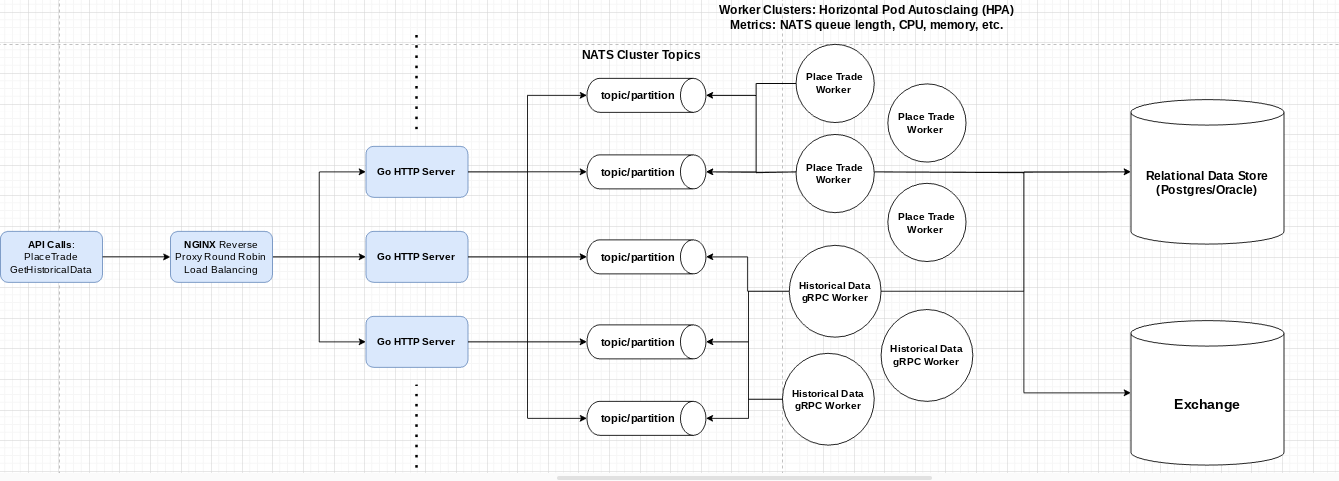 Worker Clusters: Horizontal Pod Autosclaing (HPA)
Metrics: NATS queue length, CPU, memory, etc.
NATS Cluster Topics
API Calls:
PlaceTrade
GetHistoricalData
NGINX Reverse
Proxy Round Robin
Load Balancing
Go HTTP Server
Go HTTP Server
Go HTTP Server
topic/partition
topic/partition
topic/partition
topic/partition
topic/partition
Place Trade
Worker
Place Trade
Worker
Place Trade
Worker
Place Trade
Worker
Historical Data
gRPC Worker
Historical Data
gRPC Worker
Historical Data
gRPC Worker
Relational Data Store
(Postgres/Oracle)
Exchange